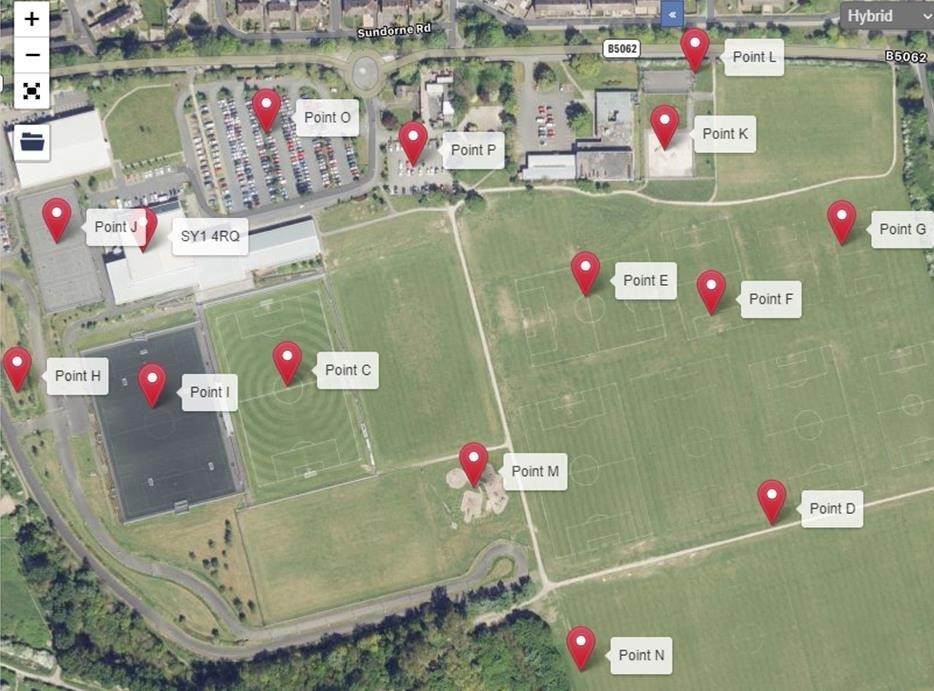 +
Sundorne Rd
«
Hybrid
B5062
Point L
B5062
−
Point O
Point K
Point P
Point J
SY1 4RQ
Point G
Point E
Point F
Point H
Point C
Point I
Point M
Point D
Point N